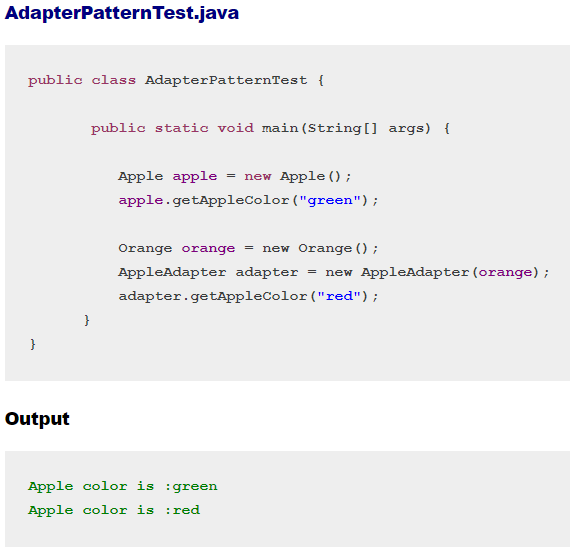 AdapterPatternTest.java
public class AdapterPatternTest {
public static void main(String[] args) {
Apple apple = new Apple();
apple.getAppleColor("green");
Orange orange = new Orange();
AppleAdapter adapter = new AppleAdapter(orange);
adapter.getAppleColor("red");
}
}
Output
Apple color is :green
Apple color is :red